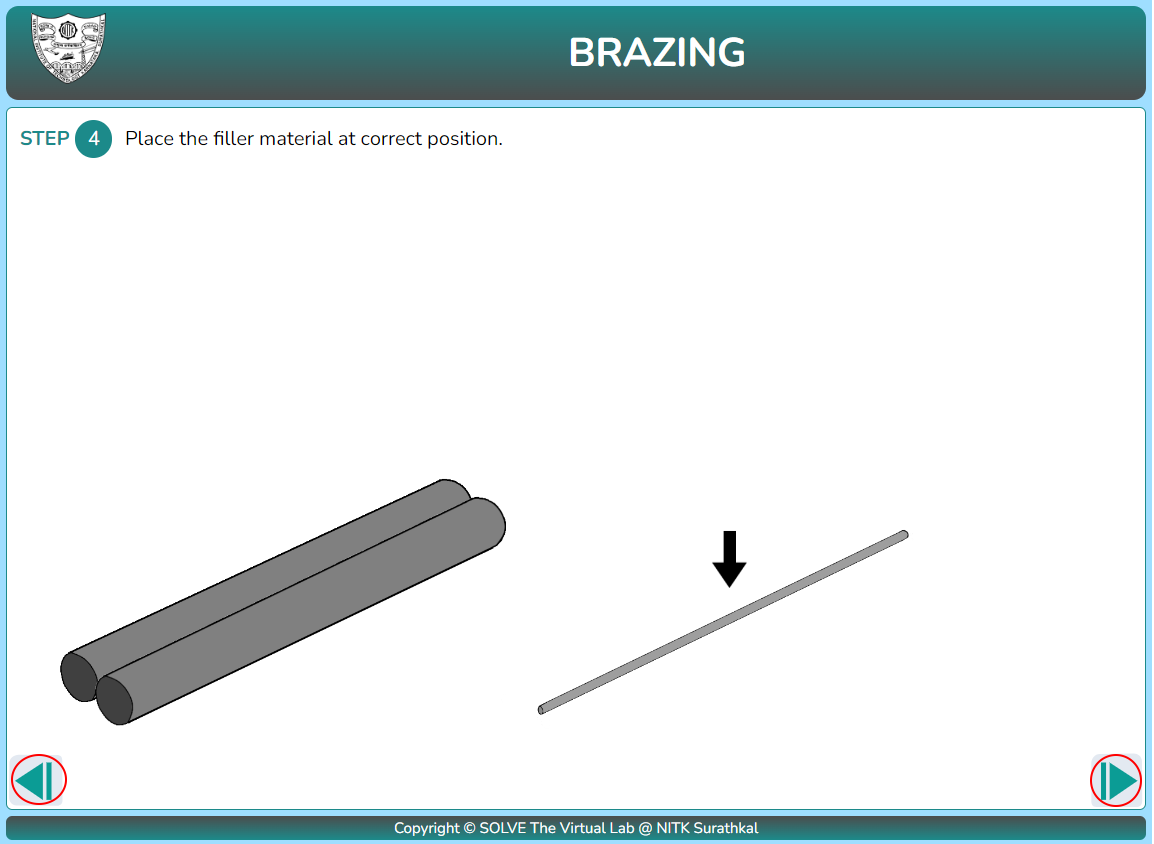 BRAZING
STEP 4 Place the filler material at correct position.
Copyright © SOLVE The Virtual Lab @ NITK Surathkal